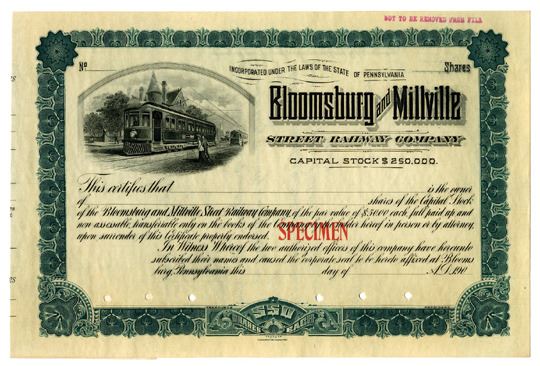 NOT TO BE REMOVED FROM FILE
No Shares
INCORPORATED UNDER THE LAWS OF THE STATE OF PENNSYLVANIA
Bloomsburg and Millville
STREET RAILWAY COMPANY
CAPITAL STOCK $250,000.
This certifies that is the owner
of shares of the Capital Stock
of the Bloomsburg and Millville Street Railway Company, of the par value of $50.00 each full paid up and
non assessable, transferable only on the books of the Company by the holder hereof in person or by attorney,
upon surrender of this Certificate properly endorsed.
SPECIMEN
In Witness Whereof the two authorized officers of this company have hereunto
subscribed their names and caused the corporate seal to be hereto affixed at Blooms
burg, Pennsylvania this day of A.D. 190
$50